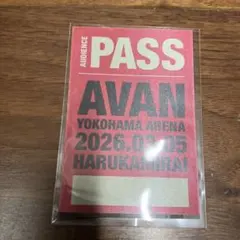 AUDIENCE
PASS
AVAN
YOKOHAMA ARENA
2026.03.05
HARUKAMIRAI